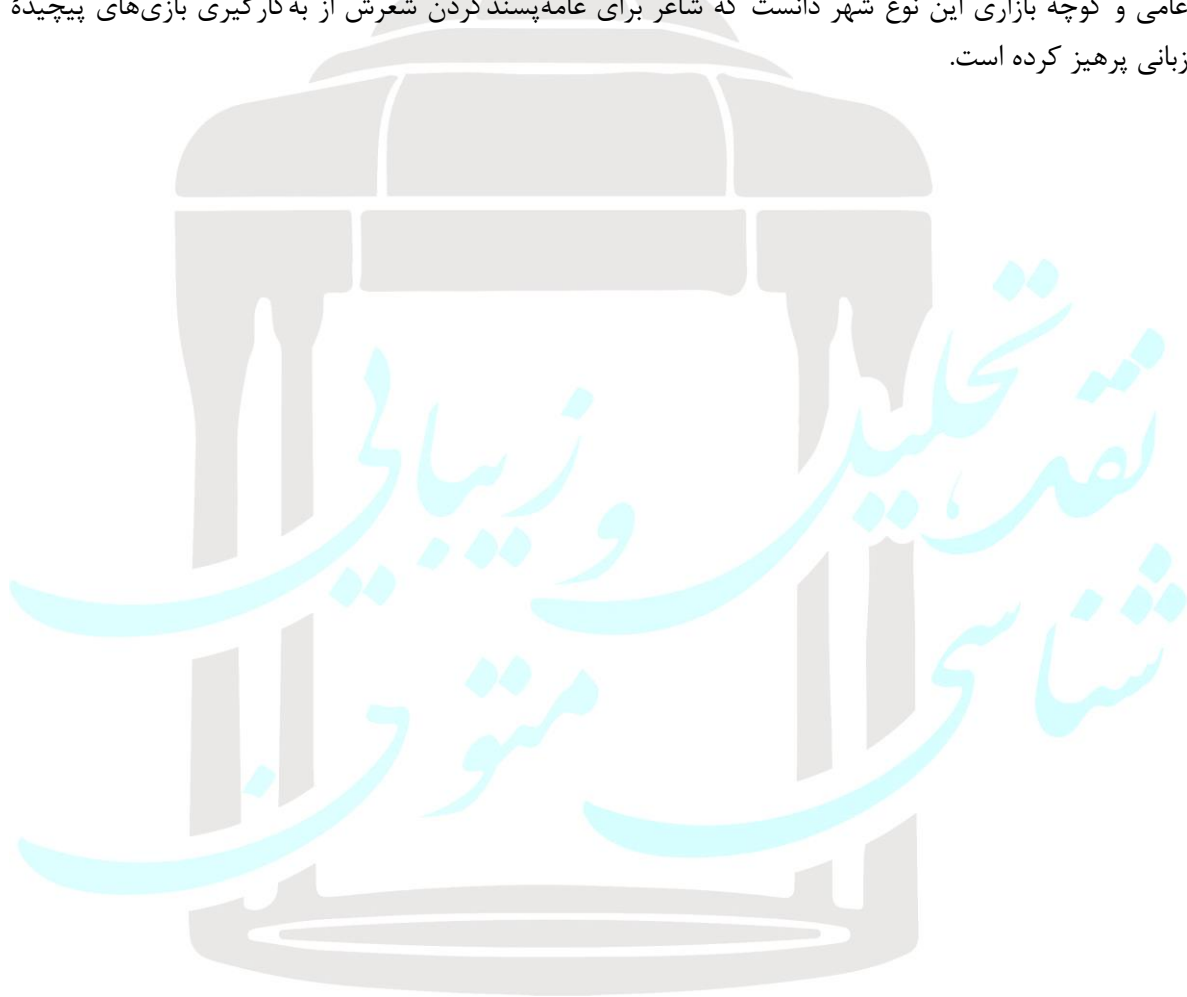 عامی و کوچه بازاری این نوع شهر دانست که شاعر برای عامه‌پسندکردن شعرش از به‌کارگیری بازی‌های پیچیدهٔ
زبانی پرهیز کرده است.
نقد، تحلیل و زیبایی
شناسی متون